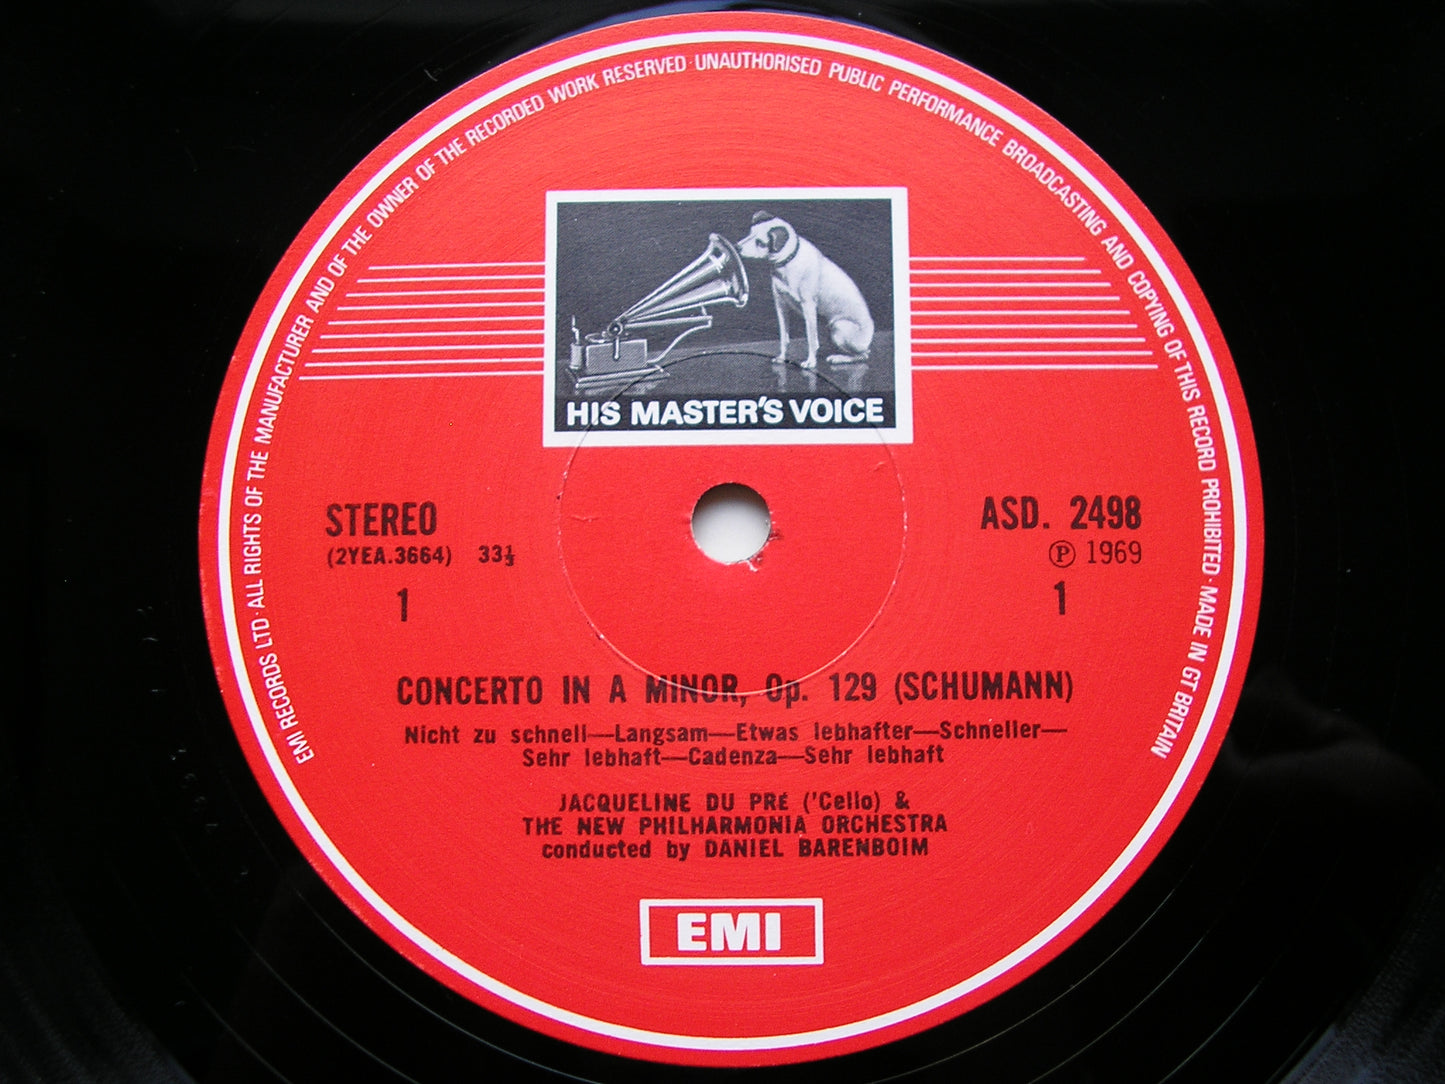 EMI RECORDS LTD · ALL RIGHTS OF THE MANUFACTURER AND OF THE OWNER OF THE RECORDED WORK RESERVED · UNAUTHORISED PUBLIC PERFORMANCE BROADCASTING AND COPYING OF THIS RECORD PROHIBITED · MADE IN GT BRITAIN
HIS MASTER'S VOICE
STEREO
(2YEA.3664) 33⅓
1
ASD. 2498
Ⓟ 1969
1
CONCERTO IN A MINOR, Op. 129 (SCHUMANN)
Nicht zu schnell—Langsam—Etwas lebhafter—Schneller—
Sehr lebhaft—Cadenza—Sehr lebhaft
JACQUELINE DU PRÉ ('Cello) &
THE NEW PHILHARMONIA ORCHESTRA
conducted by DANIEL BARENBOIM
EMI